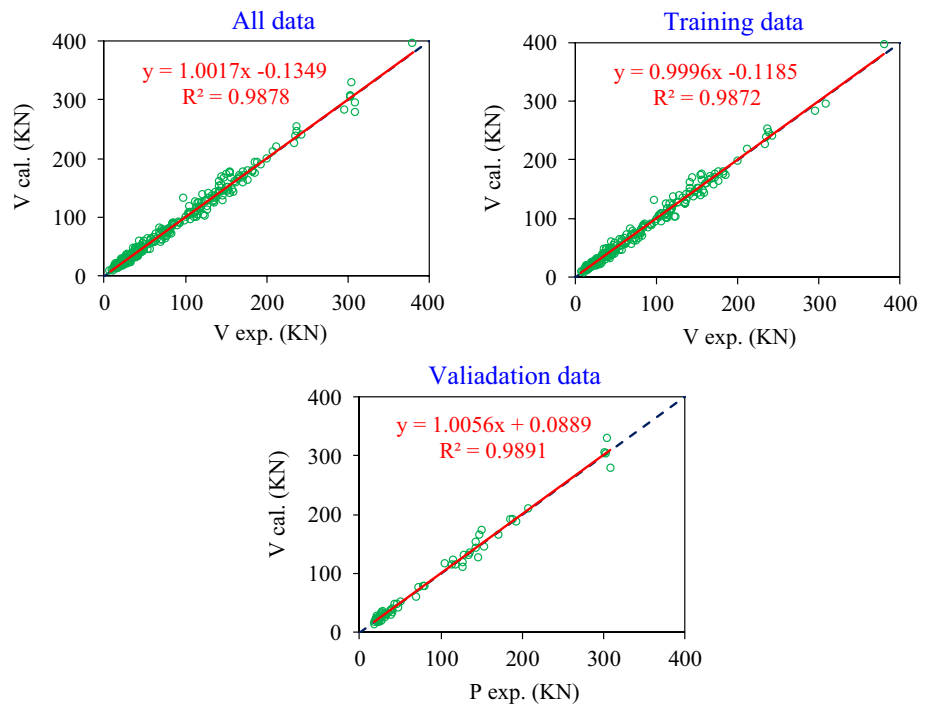 All data
400
300
200
100
0
V cal. (KN)
y = 1.0017x -0.1349
R² = 0.9878
0 100 200 300 400
V exp. (KN)
Training data
400
300
200
100
0
V cal. (KN)
y = 0.9996x -0.1185
R² = 0.9872
0 100 200 300 400
V exp. (KN)
Valiadation data
400
300
200
100
0
V cal. (KN)
y = 1.0056x + 0.0889
R² = 0.9891
0 100 200 300 400
P exp. (KN)